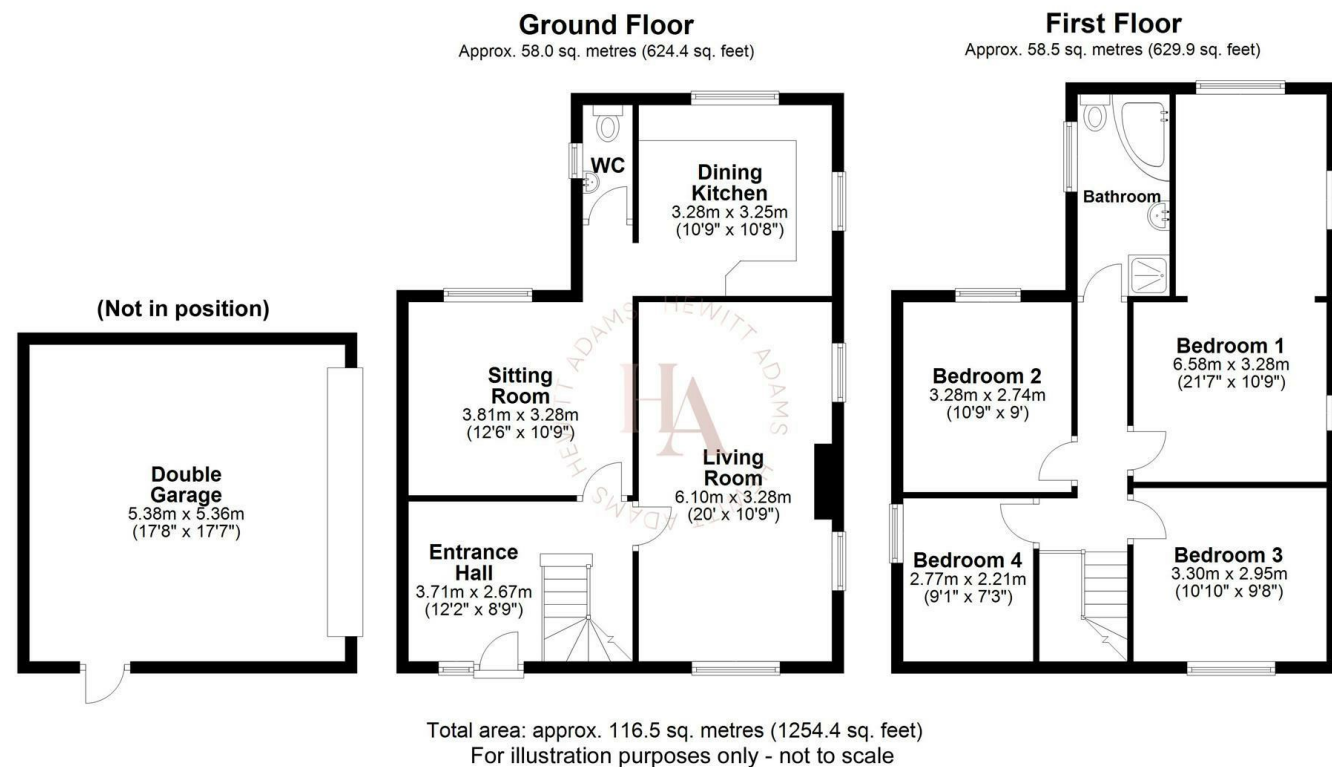 Ground Floor
Approx. 58.0 sq. metres (624.4 sq. feet)
First Floor
Approx. 58.5 sq. metres (629.9 sq. feet)
(Not in position)
Double
Garage
5.38m x 5.36m
(17'8" x 17'7")
WC
Dining
Kitchen
3.28m x 3.25m
(10'9" x 10'8")
Sitting
Room
3.81m x 3.28m
(12'6" x 10'9")
Living
Room
6.10m x 3.28m
(20' x 10'9")
Entrance
Hall
3.71m x 2.67m
(12'2" x 8'9")
HA
HEWITT ADAMS HEWITT ADAMS HEWITT ADAMS
Bathroom
Bedroom 1
6.58m x 3.28m
(21'7" x 10'9")
Bedroom 2
3.28m x 2.74m
(10'9" x 9')
Bedroom 4
2.77m x 2.21m
(9'1" x 7'3")
Bedroom 3
3.30m x 2.95m
(10'10" x 9'8")
Total area: approx. 116.5 sq. metres (1254.4 sq. feet)
For illustration purposes only - not to scale